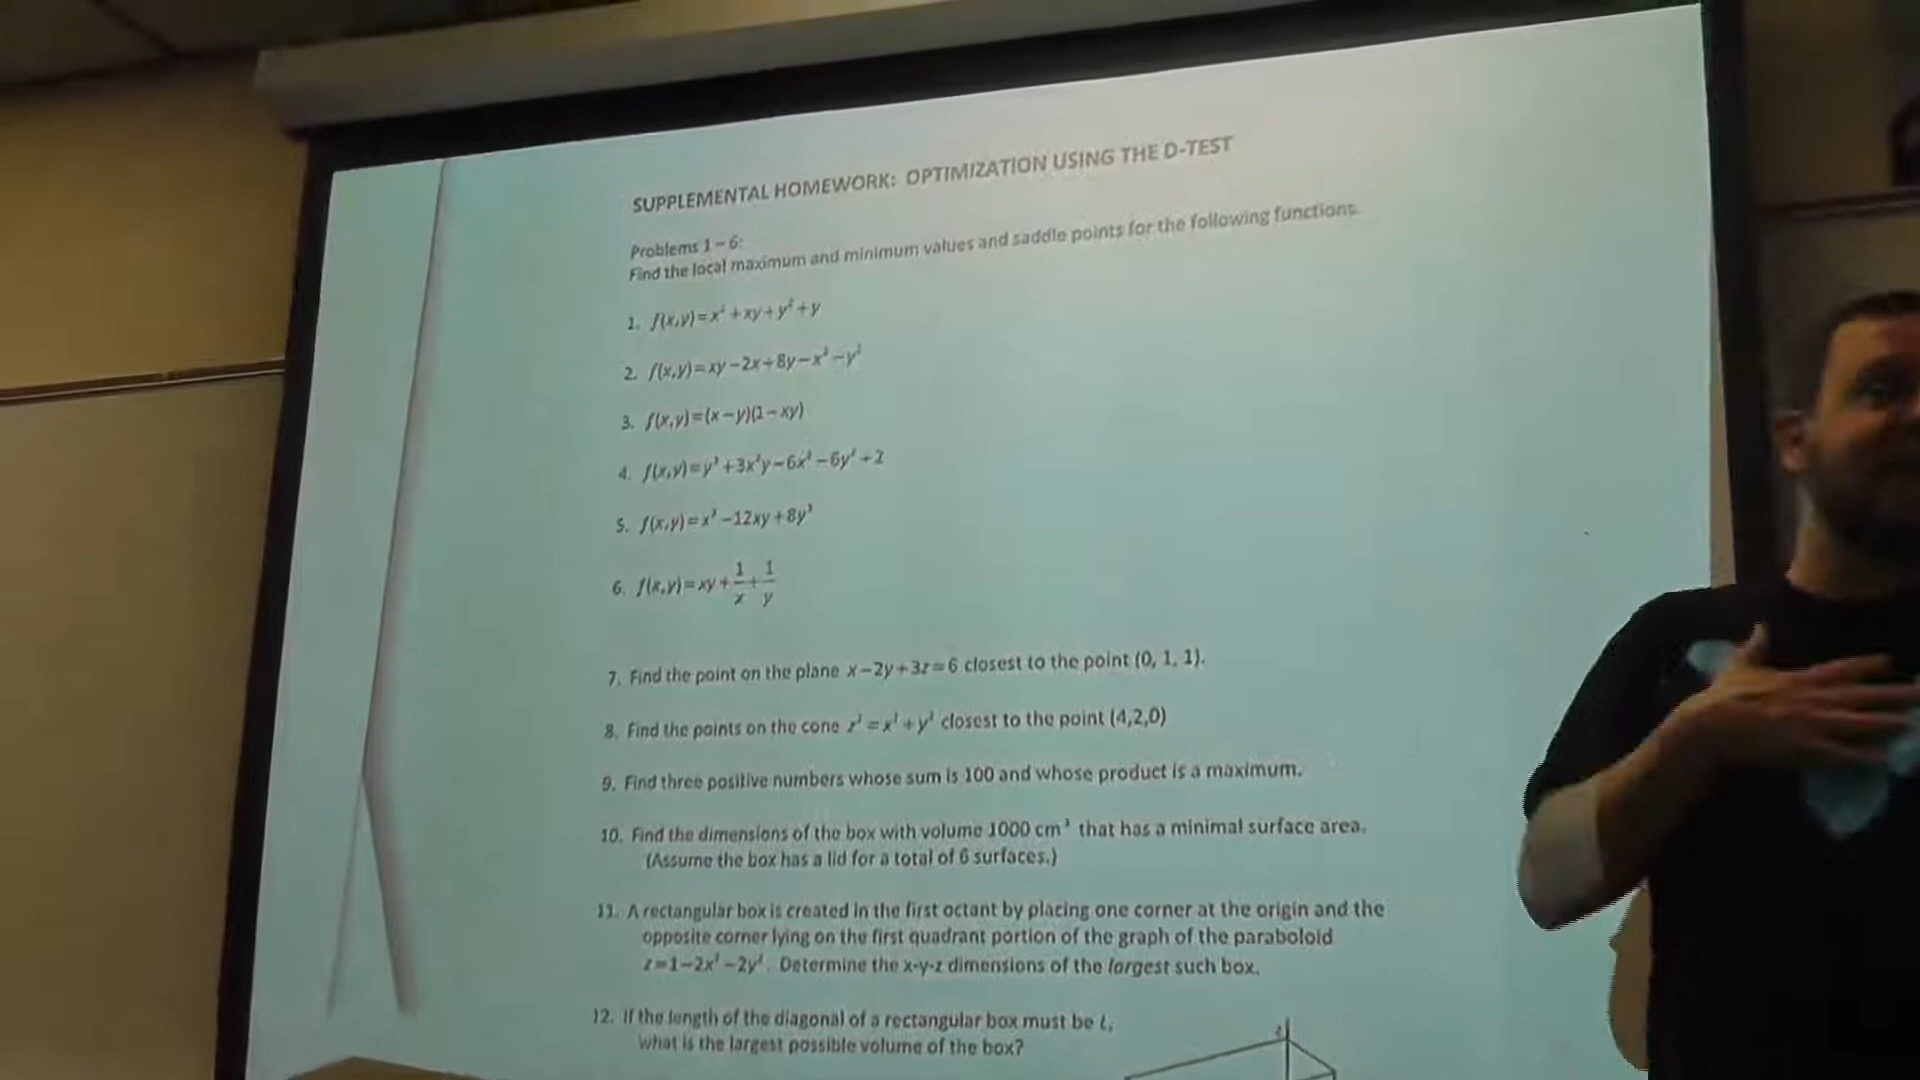 SUPPLEMENTAL HOMEWORK: OPTIMIZATION USING THE D-TEST
Problems 1 – 6:
Find the local maximum and minimum values and saddle points for the following functions.
1. f(x,y)=x²+xy+y²+y
2. f(x,y)=xy−2x+8y−x²−y²
3. f(x,y)=(x−y)(1−xy)
4. f(x,y)=y³+3x²y−6x²−6y²+2
5. f(x,y)=x³−12xy+8y³
6. f(x,y)=xy+1/x+1/y
7. Find the point on the plane x−2y+3z=6 closest to the point (0, 1, 1).
8. Find the points on the cone z²=x²+y² closest to the point (4,2,0)
9. Find three positive numbers whose sum is 100 and whose product is a maximum.
10. Find the dimensions of the box with volume 1000 cm³ that has a minimal surface area.
(Assume the box has a lid for a total of 6 surfaces.)
11. A rectangular box is created in the first octant by placing one corner at the origin and the
opposite corner lying on the first quadrant portion of the graph of the paraboloid
z=1−2x²−2y². Determine the x-y-z dimensions of the largest such box.
12. If the length of the diagonal of a rectangular box must be L,
what is the largest possible volume of the box?
z